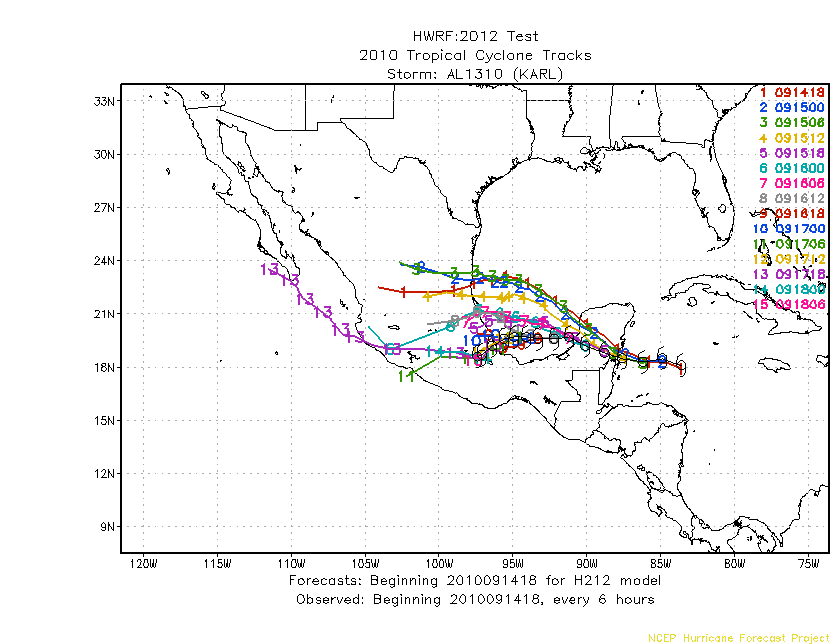 HWRF:2012 Test
2010 Tropical Cyclone Tracks
Storm: AL1310 (KARL)
33N
30N
27N
24N
21N
18N
15N
12N
9N
1 091418
2 091500
3 091506
4 091512
5 091518
6 091600
7 091606
8 091612
9 091618
10 091700
11 091706
12 091712
13 091718
14 091800
15 091806
120W 115W 110W 105W 100W 95W 90W 85W 80W 75W
Forecasts: Beginning 2010091418 for H212 model
Observed: Beginning 2010091418, every 6 hours
NCEP Hurricane Forecast Project